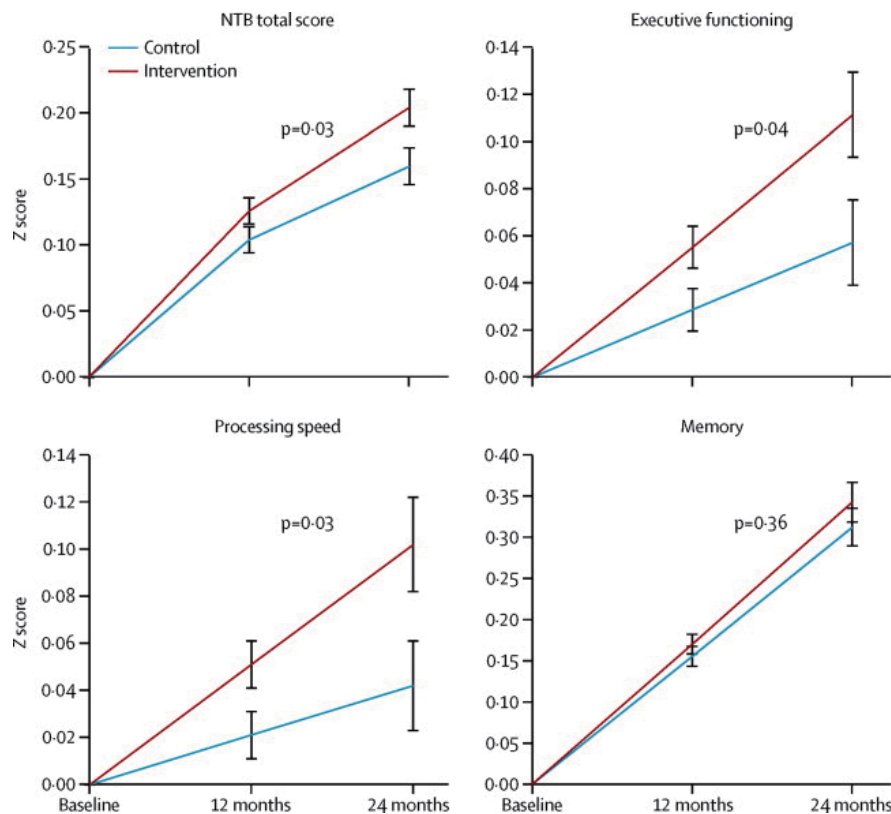 NTB total score
Z score
0·25
0·20
0·15
0·10
0·05
0·00
Control
Intervention
p=0·03
Executive functioning
0·14
0·12
0·10
0·08
0·06
0·04
0·02
0·00
p=0·04
Processing speed
Z score
0·14
0·12
0·10
0·08
0·06
0·04
0·02
0·00
p=0·03
Baseline
12 months
24 months
Memory
0·40
0·35
0·30
0·25
0·20
0·15
0·10
0·05
0·00
p=0·36
Baseline
12 months
24 months